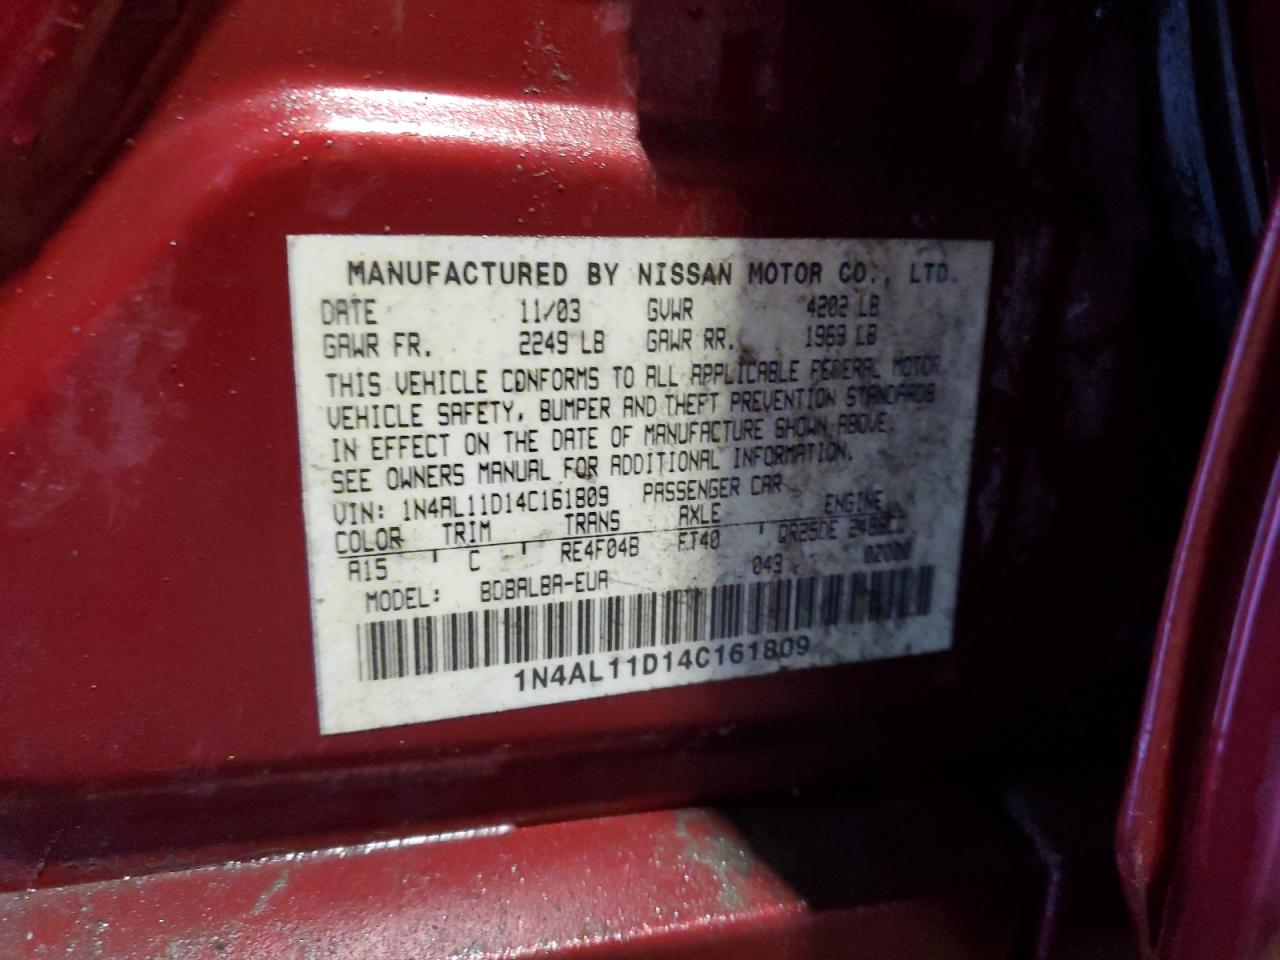 MANUFACTURED BY NISSAN MOTOR CO., LTD.
DATE 11/03 GVWR 4202 LB
GAWR FR. 2249 LB GAWR RR. 1969 LB
THIS VEHICLE CONFORMS TO ALL APPLICABLE FEDERAL MOTOR
VEHICLE SAFETY, BUMPER AND THEFT PREVENTION STANDARDS
IN EFFECT ON THE DATE OF MANUFACTURE SHOWN ABOVE.
SEE OWNERS MANUAL FOR ADDITIONAL INFORMATION.
VIN: 1N4AL11D14C161809 PASSENGER CAR
COLOR TRIM TRANS AXLE ENGINE
A15 C RE4F04B FT40 QR25DE
MODEL: BDBALBA-EUA 043
1N4AL11D14C161809